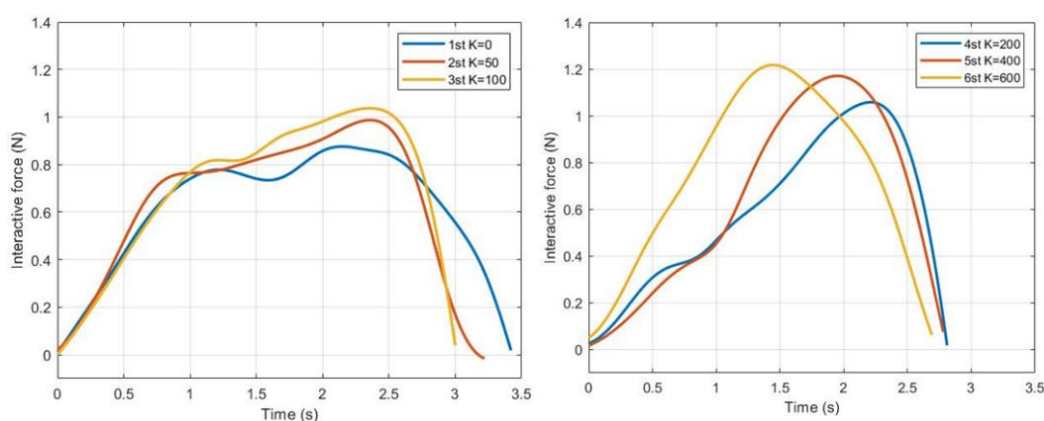 1.4
1.2
1
0.8
0.6
0.4
0.2
0
Interactive force (N)
1st K=0
2st K=50
3st K=100
0 0.5 1 1.5 2 2.5 3 3.5
Time (s)
1.4
1.2
1
0.8
0.6
0.4
0.2
0
Interactive force (N)
4st K=200
5st K=400
6st K=600
0 0.5 1 1.5 2 2.5 3 3.5
Time (s)